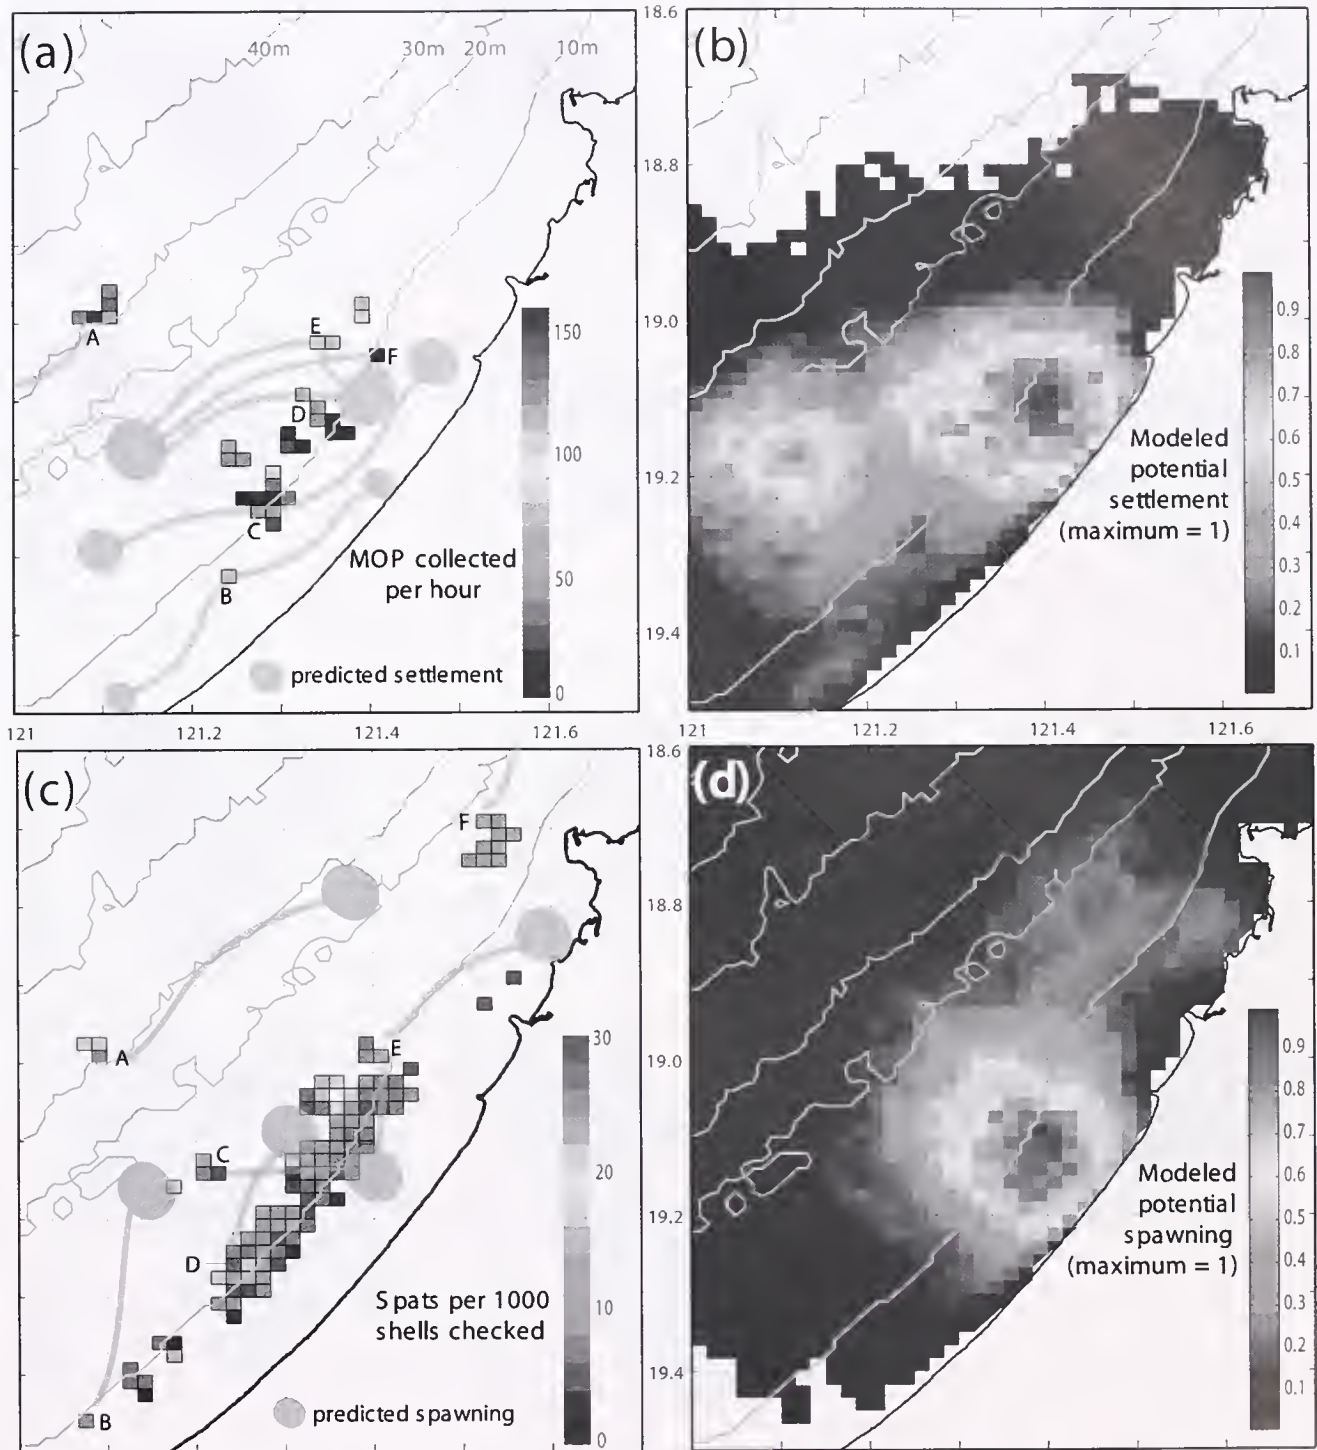 (a)
40m
30m
20m
10m
A
E
F
D
C
B
MOP collected
per hour
150
100
50
0
predicted settlement
18.6
(b)
18.8
19.0
19.2
19.4
Modeled
potential
settlement
(maximum = 1)
0.9
0.8
0.7
0.6
0.5
0.4
0.3
0.2
0.1
121
121.2
121.4
121.6
121
121.2
121.4
121.6
(c)
F
A
E
C
D
B
Spats per 1000
shells checked
30
20
10
0
predicted spawning
18.6
(d)
18.8
19.0
19.2
19.4
Modeled
potential
spawning
(maximum = 1)
0.9
0.8
0.7
0.6
0.5
0.4
0.3
0.2
0.1